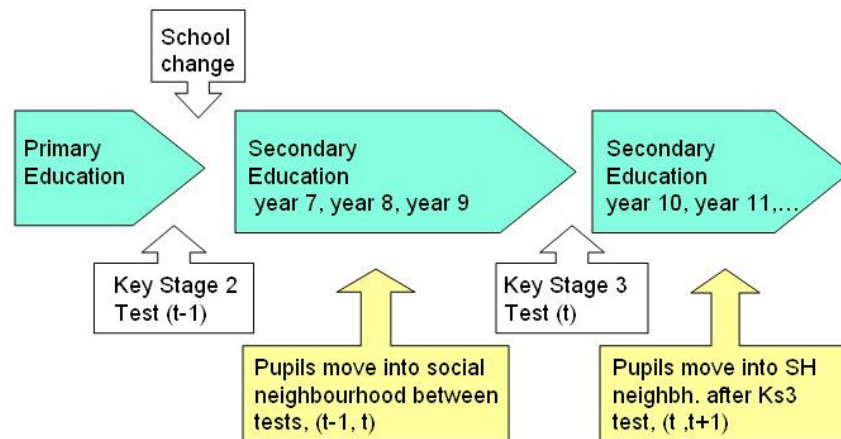 School
change
Primary
Education
Secondary
Education
year 7, year 8, year 9
Secondary
Education
year 10, year 11,...
Key Stage 2
Test (t-1)
Key Stage 3
Test (t)
Pupils move into social
neighbourhood between
tests, (t-1, t)
Pupils move into SH
neighbh. after Ks3
test, (t ,t+1)